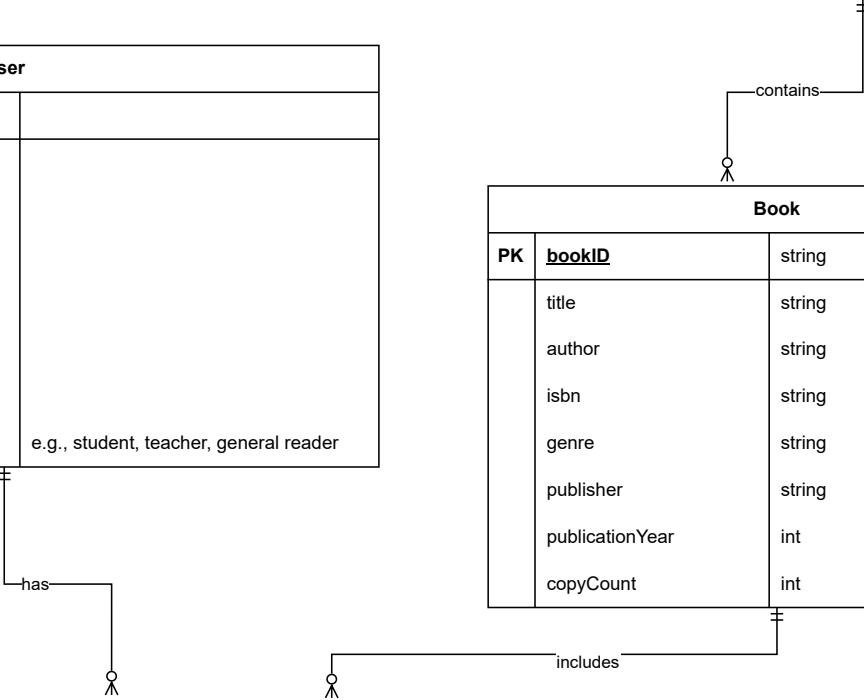 ser
contains
Book
PK bookID string
title string
author string
isbn string
genre string
e.g., student, teacher, general reader
publisher string
publicationYear int
copyCount int
has
includes